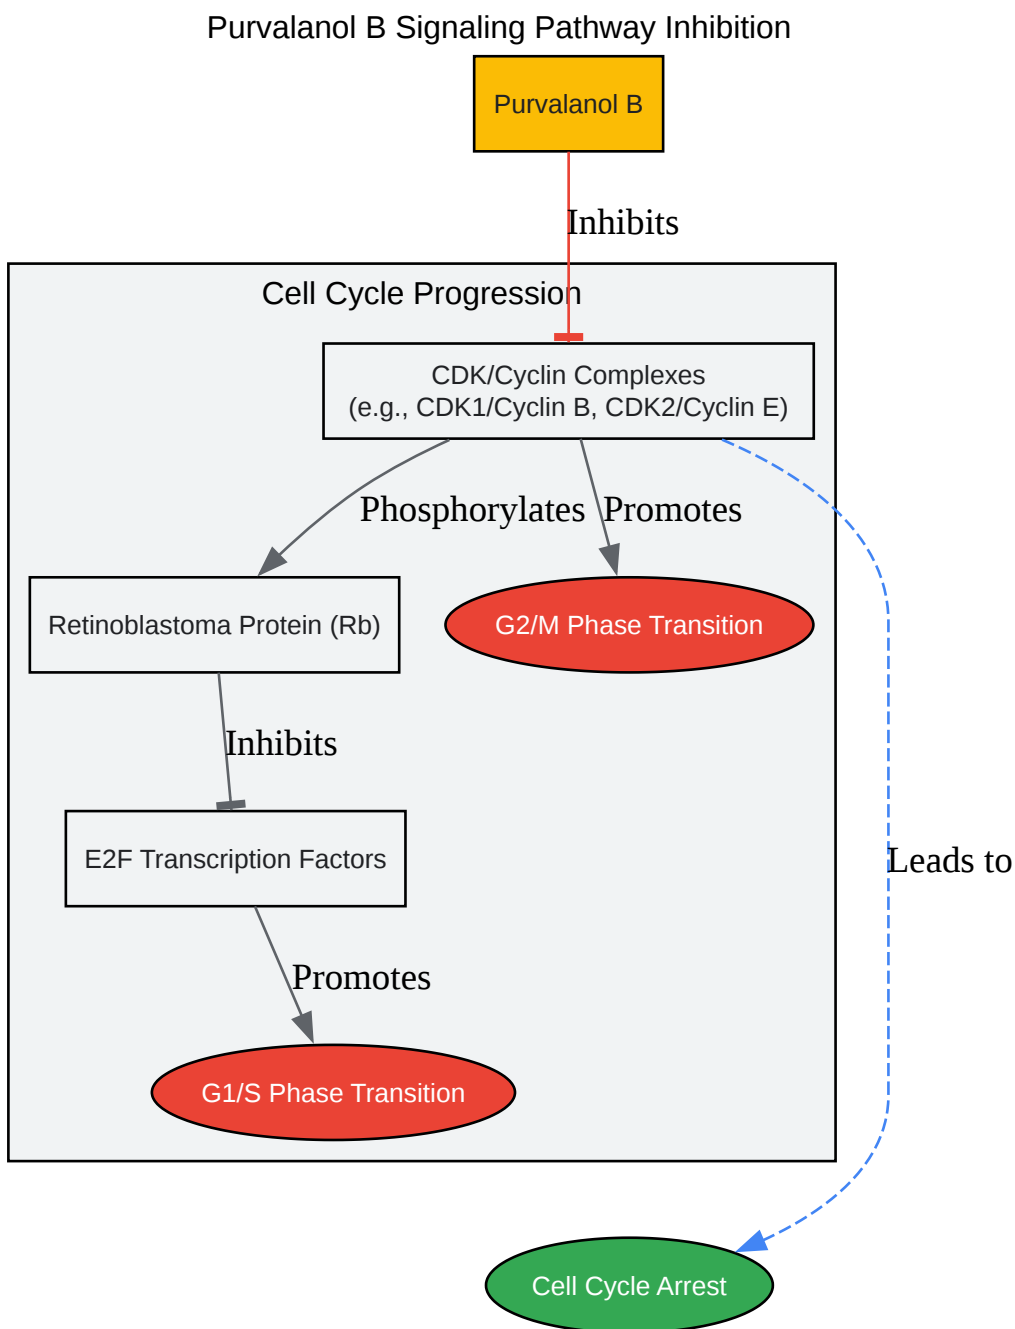 Purvalanol B Signaling Pathway Inhibition
Purvalanol B
Inhibits
Cell Cycle Progression
CDK/Cyclin Complexes
(e.g., CDK1/Cyclin B, CDK2/Cyclin E)
Phosphorylates
Promotes
Retinoblastoma Protein (Rb)
G2/M Phase Transition
Inhibits
E2F Transcription Factors
Leads to
Promotes
G1/S Phase Transition
Cell Cycle Arrest